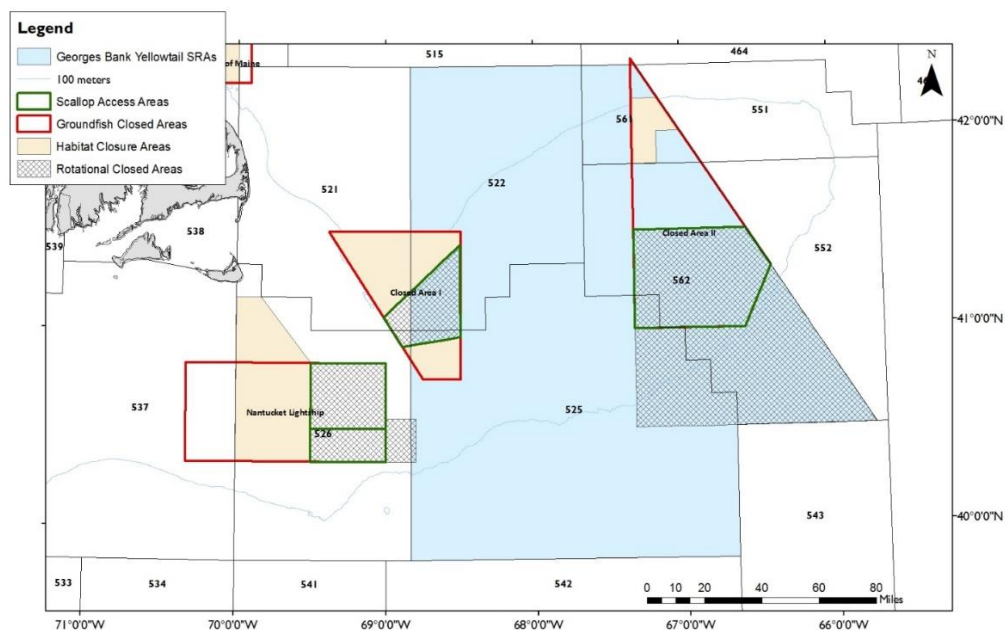 Legend
Georges Bank Yellowtail SRAs
100 meters
Scallop Access Areas
Groundfish Closed Areas
Habitat Closure Areas
Rotational Closed Areas
of Maine
515
464
N
561
551
42°0'0"N
521
522
538
539
Closed Area II
552
562
Closed Area I
41°0'0"N
537
Nantucket Lightship
526
525
543
40°0'0"N
533
534
541
542
0 5 10 20 40 60 80
Miles
71°0'0"W
70°0'0"W
69°0'0"W
68°0'0"W
67°0'0"W
66°0'0"W